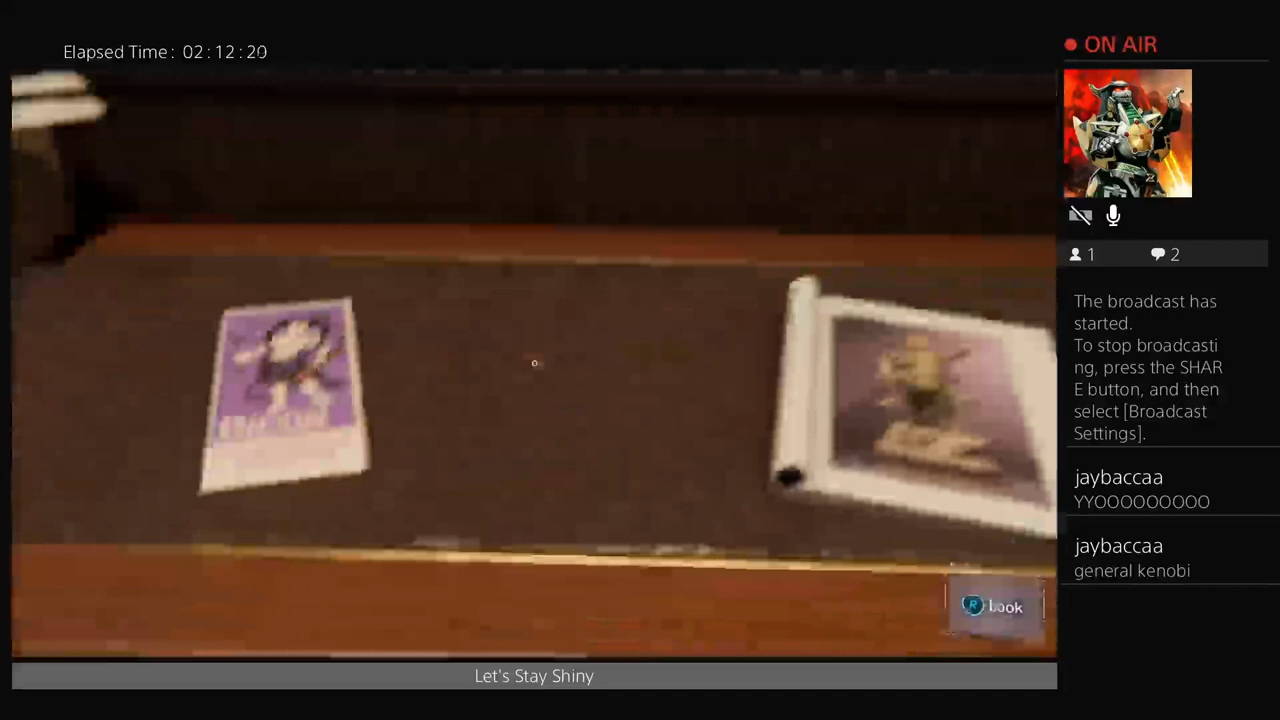 Elapsed Time: 02:12:20
ON AIR
1
2
The broadcast has
started.
To stop broadcasti
ng, press the SHAR
E button, and then
select [Broadcast
Settings].
jaybaccaa
YYOOOOOOOOO
jaybaccaa
general kenobi
R Look
Let's Stay Shiny